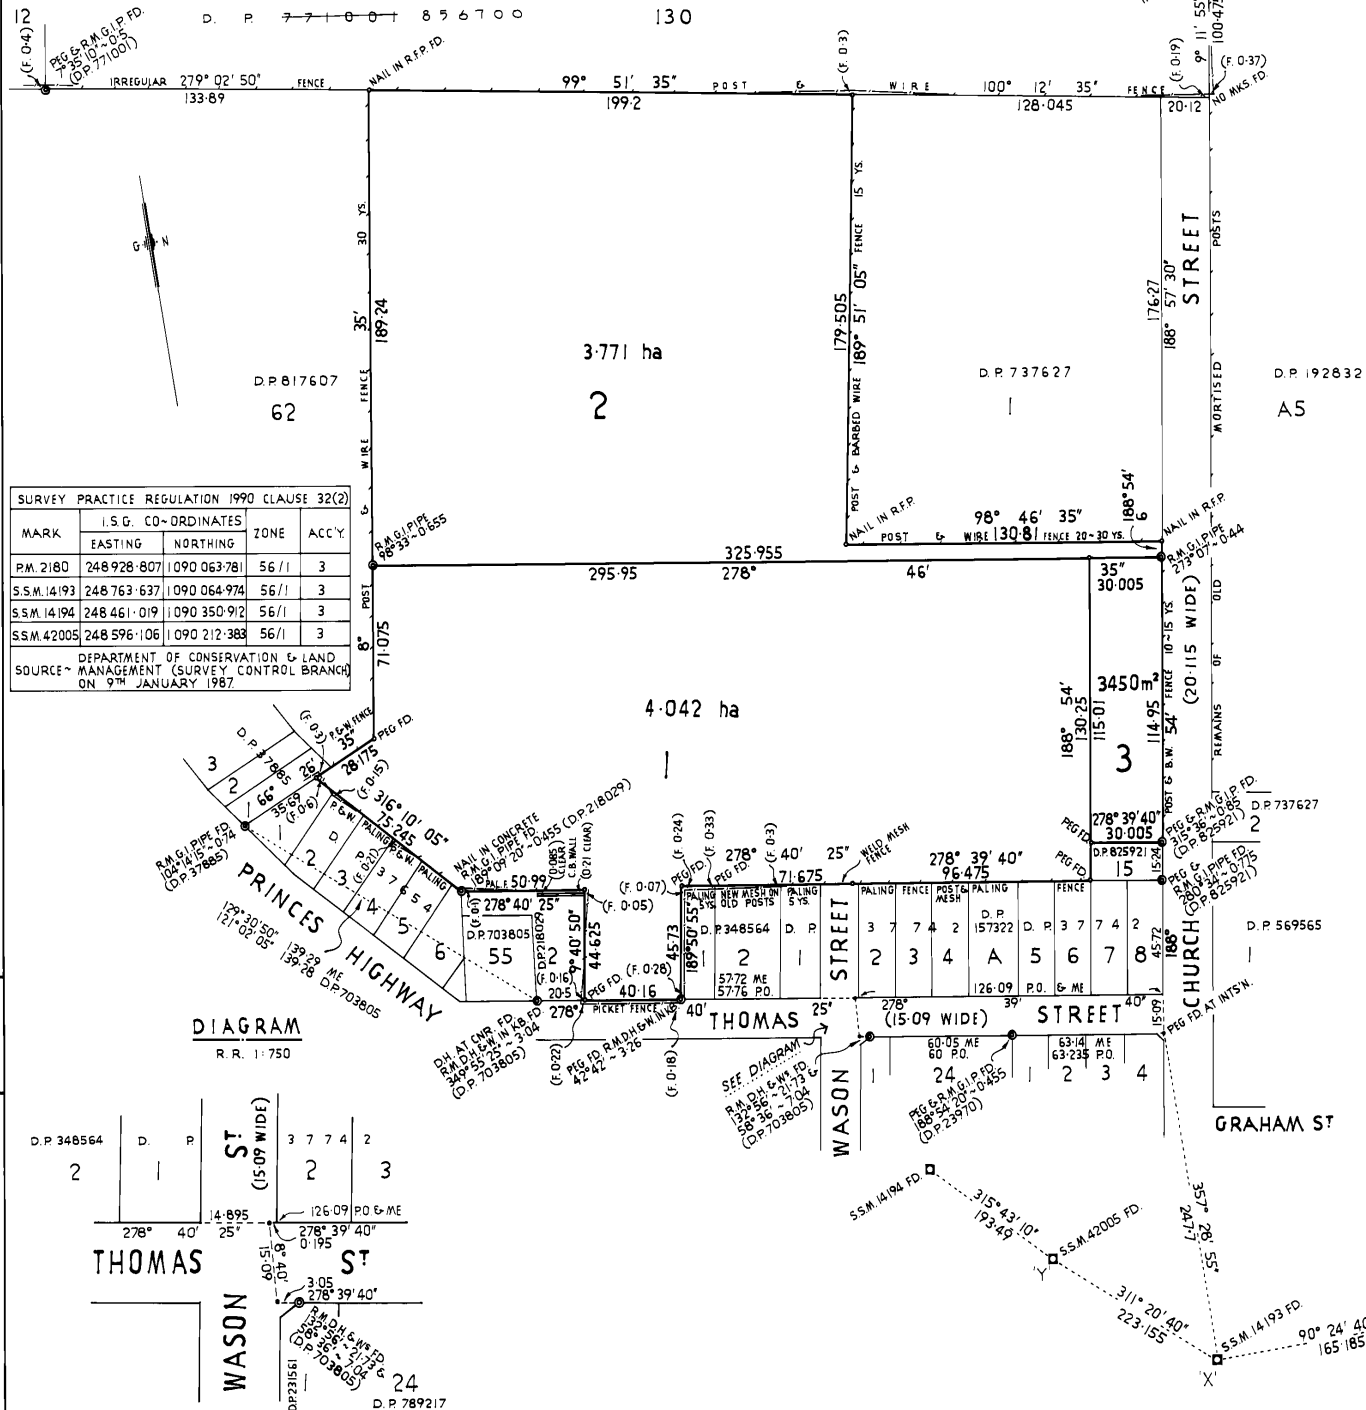 12
D. P. 771001 856700
130
(F. 0·4)
PEG & R.M.G.I.P. FD.
7° 35' 10" ~ 0·5
(D.P. 771001)
IRREGULAR 279° 02' 50" FENCE
133·89
NAIL IN R.F.P. FD.
99° 51' 35" POST & WIRE 100° 12' 35" FENCE
199·2
(F. 0·3)
128·045
20·12
(F. 0·19)
9° 11' 55"
100·475
(F. 0·37)
NO MKS. FD.
G N
POST & WIRE FENCE 30 YS.
8° 35'
189·24
71·075
D.P. 817607
62
3·771 ha
2
179·505
POST & BARBED WIRE 189° 51' 05" FENCE 15 YS.
D.P. 737627
1
176·27
188° 57' 30"
STREET
REMAINS OF OLD MORTISED POSTS
D.P. 192832
A5
SURVEY PRACTICE REGULATION 1990 CLAUSE 32(2)
MARK I.S.G. CO~ORDINATES ZONE ACC'Y.
EASTING NORTHING
P.M. 2180 248 928·807 1 090 063·781 56/1 3
S.S.M. 14193 248 763·637 1 090 064·974 56/1 3
S.S.M. 14194 248 461·019 1 090 350·912 56/1 3
S.S.M. 42005 248 596·106 1 090 212·383 56/1 3
SOURCE ~ DEPARTMENT OF CONSERVATION & LAND
MANAGEMENT (SURVEY CONTROL BRANCH)
ON 9TH JANUARY 1987.
R.M.G.I. PIPE
98° 33' ~ 0·655
NAIL IN R.F.P.
98° 46' 35"
POST & WIRE 130·81 FENCE 20~30 YS.
188° 54'
6
NAIL IN R.F.P.
R.M.G.I. PIPE
273° 07' ~ 0·44
325·955
295·95 278° 46' 35"
30·005
4·042 ha
1
188° 54'
130·25
115·01
3450m²
3
114·95
POST & B.W. 54' FENCE 10~15 YS.
188°
(20·115 WIDE)
CHURCH
278° 39' 40"
30·005
PEG FD.
PEG FD.
D.P. 825921
15
15·24
PEG & R.M.G.I.P. FD.
315° 36' ~ 0·85
(D.P. 825921)
D.P. 737627
2
PEG &
R.M.G.I. PIPE FD.
280° 34' ~ 0·775
(D.P. 825921)
D.P. 569565
1
3
2
D.P. 37885
1
(F. 0·3)
P. & W. FENCE
66° 26' 35"
28·175
PEG FD.
35·69
(F. 0·6)
(F. 0·15)
316° 10' 05"
75·245
P. & W. PALING
P. & W. PALING
(F. 0·21)
D. P. 37654
2
3
4
5
6
R.M.G.I. PIPE FD.
104° 14' 15" ~ 0·74
(D.P. 37885)
PRINCES HIGHWAY
129° 30' 50" 139·29 ME
121° 02' 05" 139·28 D.P. 703805
NAIL IN CONCRETE
R.M.G.I. PIPE FD.
189° 09' 20" ~ 0·455 (D.P. 218029)
PAL. F. 50·99
(0·085 CLEAR)
C.B. WALL
(0·21 CLEAR)
278° 40' 25"
D.P. 703805
55
D.P. 218029
2
9° 40' 50"
44·625
(F. 0·16)
20·5
(F. 0·05)
(F. 0·07)
(F. 0·28)
PEG FD.
40·16
PICKET FENCE
278° 40' 25"
(F. 0·22)
(F. 0·18)
D.H. AT CNR. FD.
R.M.D.H. & W. IN KB. FD.
349° 55' 25" ~ 3·04
(D.P. 703805)
PEG FD. R.M.D.H. & W. IN KB
42° 42' ~ 3·26
(F. 0·24)
PEG FD.
(F. 0·33)
PEG FD.
278° 40' 25"
(F. 0·3)
71·675
WELD MESH FENCE
278° 39' 40"
96·475
45·73
189° 50' 55"
PALING 5 YS.
NEW MESH ON OLD POSTS
PALING 5 YS.
D.P. 348564
1
2
D. P.
1
57·72 ME
57·76 P.O.
WASON STREET
PALING FENCE POST & MESH PALING FENCE
3 7 7 4 2
2
3
4
D. P. 157322
A
D. P. 3 7 7 4 2
5
6
7
8
126·09 P.O. & ME
45·72
278° 39' 40"
THOMAS STREET
(15·09 WIDE)
15·09
PEG FD. AT INTS'N.
SEE DIAGRAM
R.M. D.H. & Ws. FD.
132° 56' ~ 21·73 &
58° 36' ~ 7·04
(D.P. 703805)
60·05 ME
60 P.O.
63·14 ME
63·235 P.O.
1
24
1
2
3
4
PEG & R.M.G.I.P. FD.
188° 54' 20" ~ 0·455
(D.P. 23970)
GRAHAM ST
DIAGRAM
R. R. 1:750
D.P. 348564
2
D. P.
1
WASON ST
(15·09 WIDE)
3 7 7 4 2
2
3
14·895
278° 40' 25"
126·09 P.O. & ME
278° 39' 40"
0·195
THOMAS ST
8° 40'
15·09
3·05
278° 39' 40"
R.M. D.H. & Ws. FD.
132° 56' ~ 21·73 &
58° 36' ~ 7·04
(D.P. 703805)
D.P. 231561
1
24
D.P. 789217
S.S.M. 14194 FD.
315° 43' 10"
193·49
S.S.M. 42005 FD.
'Y'
311° 20' 40"
223·155
357° 28' 55"
247·7
S.S.M. 14193 FD.
'X'
90° 24' 40
165·185